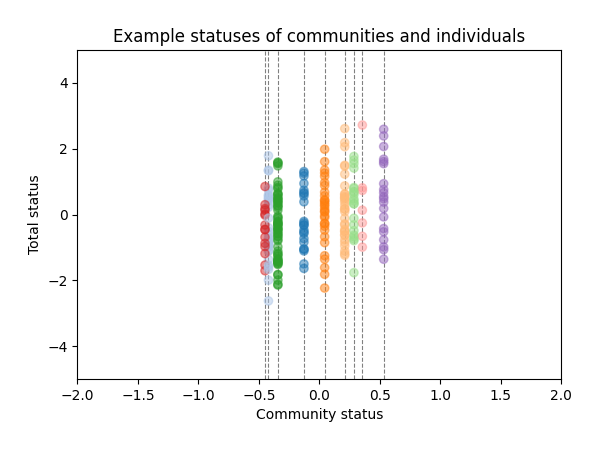 Example statuses of communities and individuals
4
2
0
−2
−4
Total status
−2.0 −1.5 −1.0 −0.5 0.0 0.5 1.0 1.5 2.0
Community status